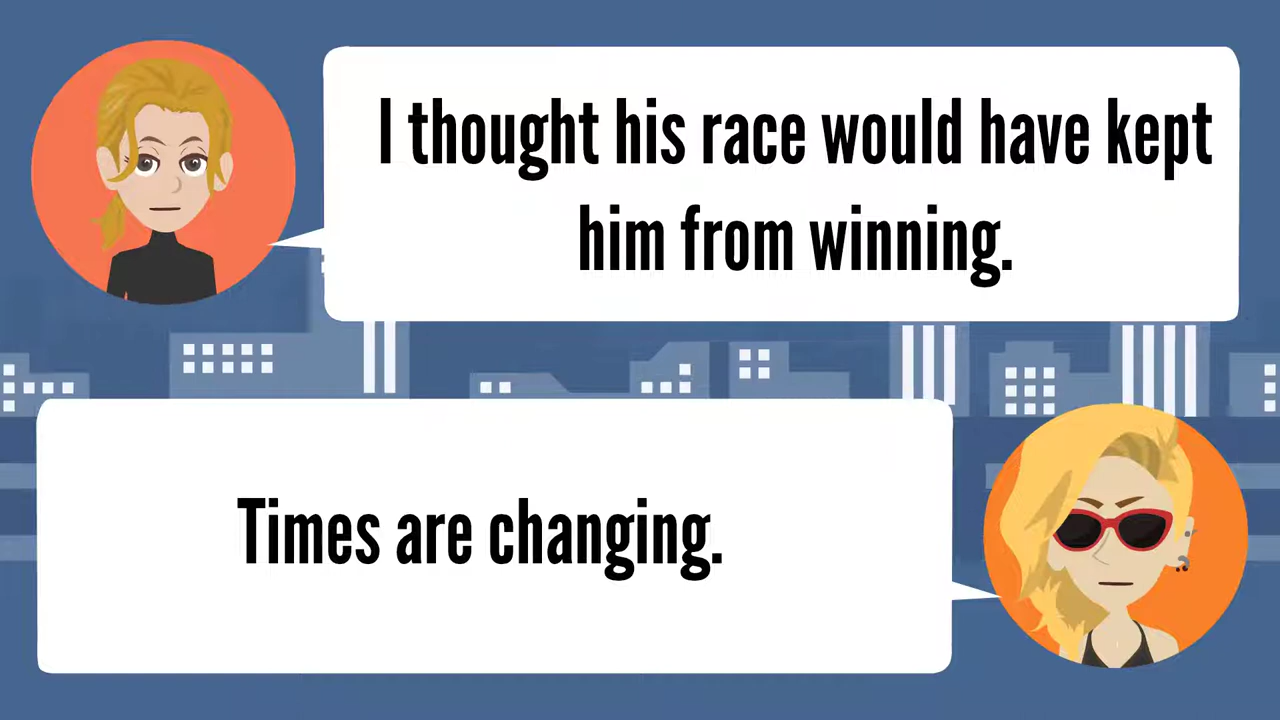 I thought his race would have kept
him from winning.
Times are changing.